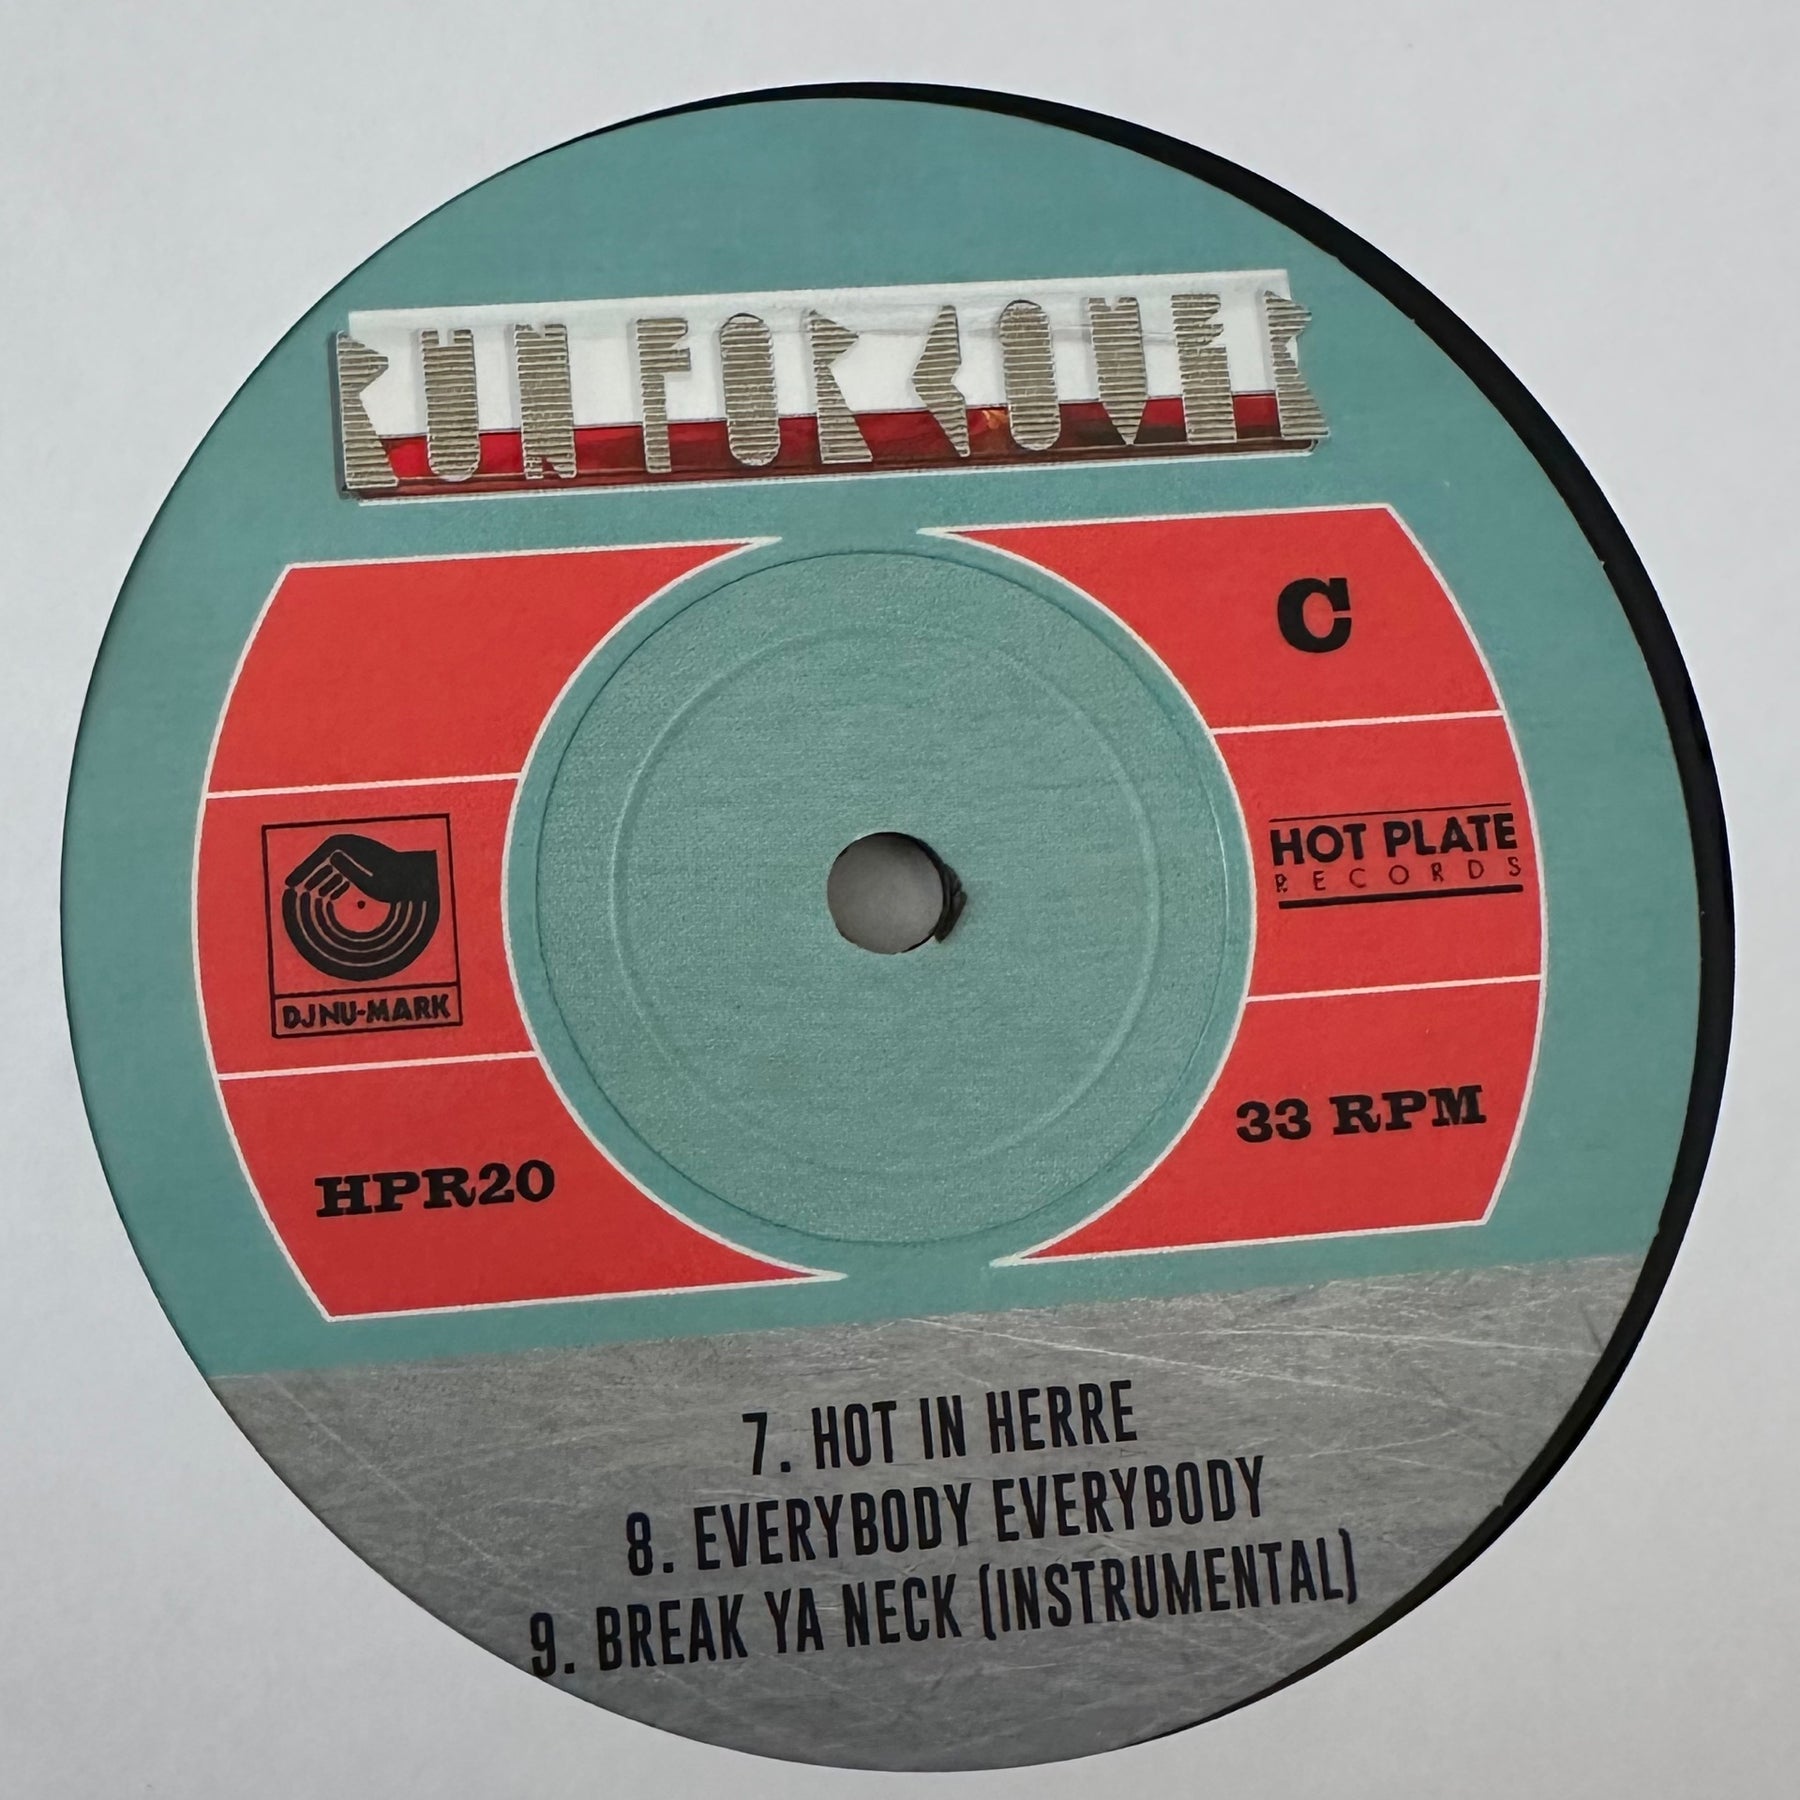 RUN FOR COVER
C
HOT PLATE
RECORDS
DJ NU-MARK
HPR20
33 RPM
7. HOT IN HERRE
8. EVERYBODY EVERYBODY
9. BREAK YA NECK (INSTRUMENTAL)